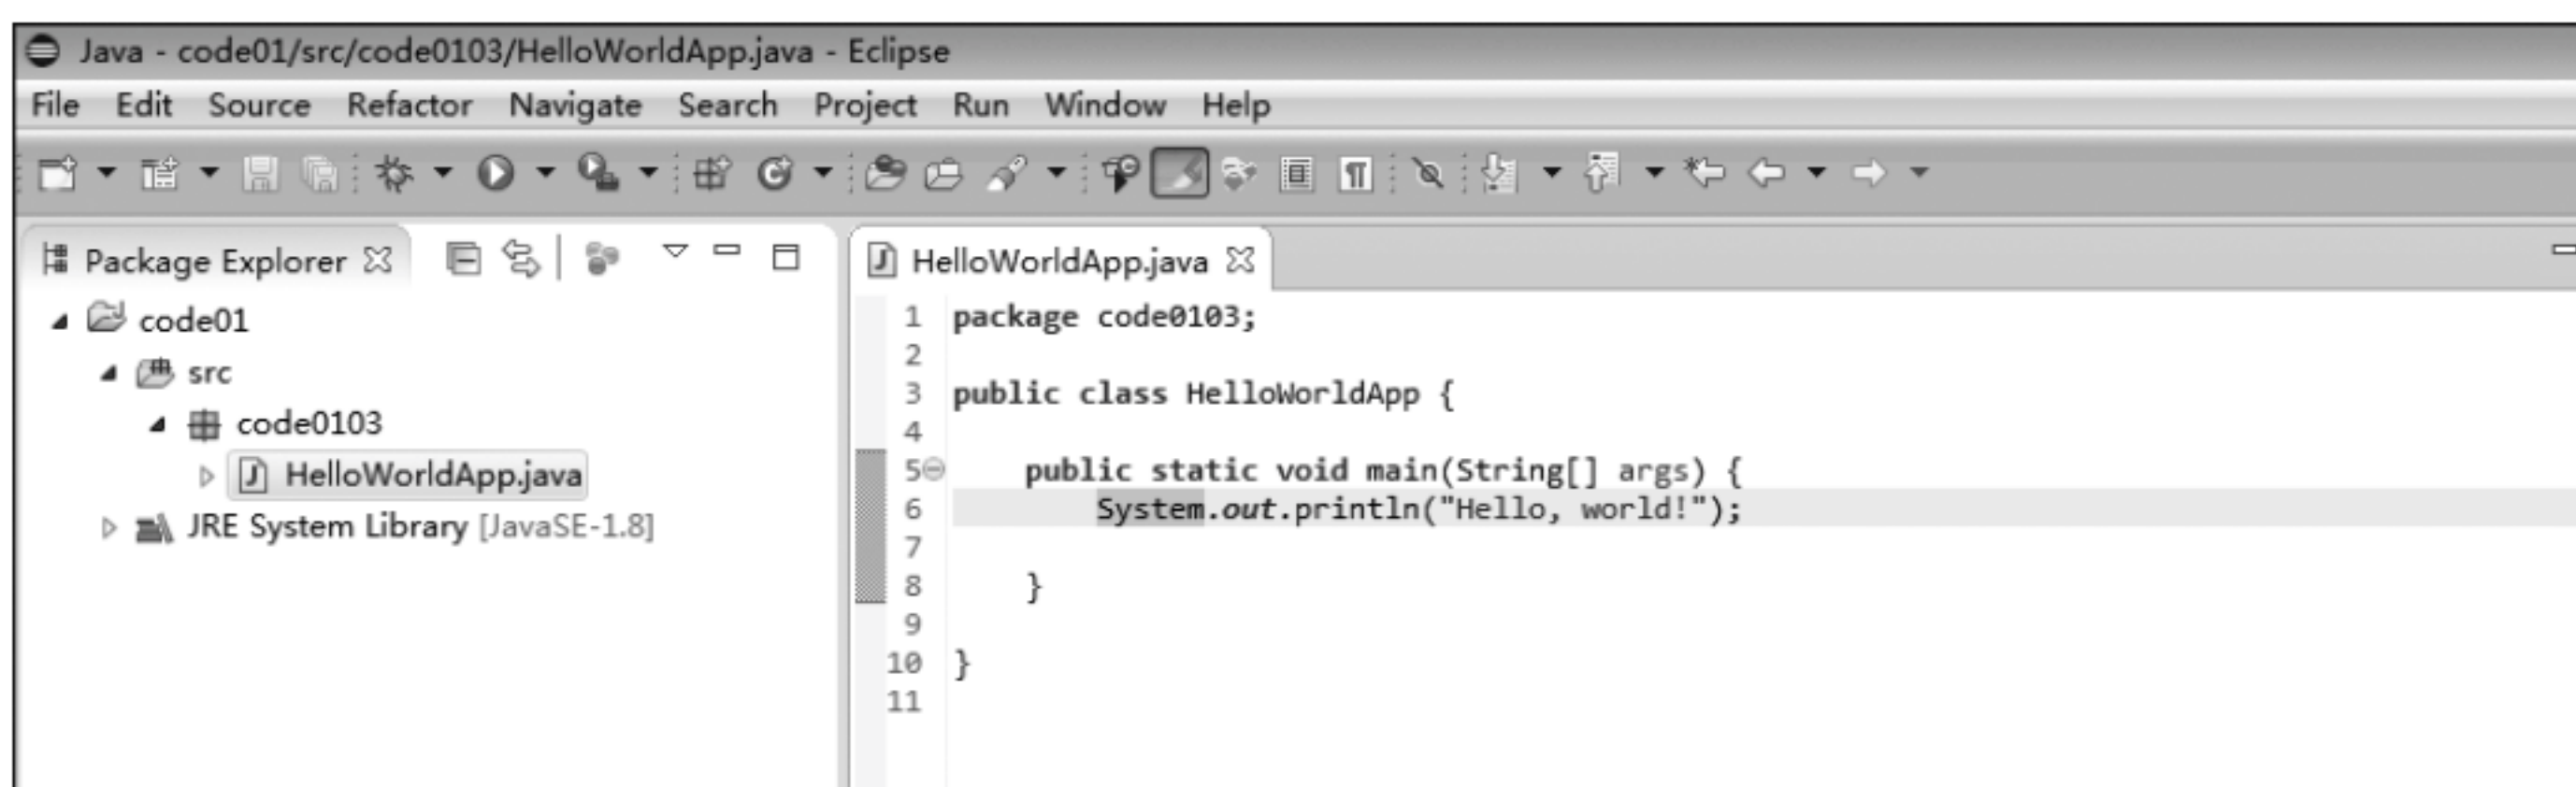 Java - code01/src/code0103/HelloWorldApp.java - Eclipse
File Edit Source Refactor Navigate Search Project Run Window Help
Package Explorer
code01
src
code0103
HelloWorldApp.java
JRE System Library [JavaSE-1.8]
HelloWorldApp.java
1 package code0103;
2
3 public class HelloWorldApp {
4
5 public static void main(String[] args) {
6 System.out.println("Hello, world!");
7
8 }
9
10 }
11